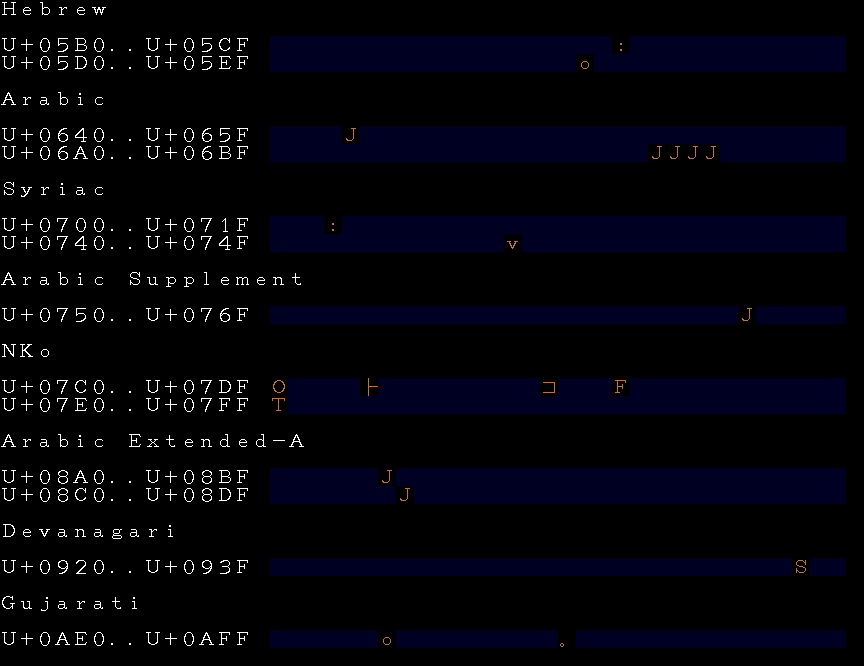 Hebrew
U+05B0..U+05CF :
U+05D0..U+05EF o
Arabic
U+0640..U+065F J
U+06A0..U+06BF JJJJ
Syriac
U+0700..U+071F :
U+0740..U+074F v
Arabic Supplement
U+0750..U+076F J
NKo
U+07C0..U+07DF O ├ コ F
U+07E0..U+07FF T
Arabic Extended-A
U+08A0..U+08BF J
U+08C0..U+08DF J
Devanagari
U+0920..U+093F S
Gujarati
U+0AE0..U+0AFF o 。